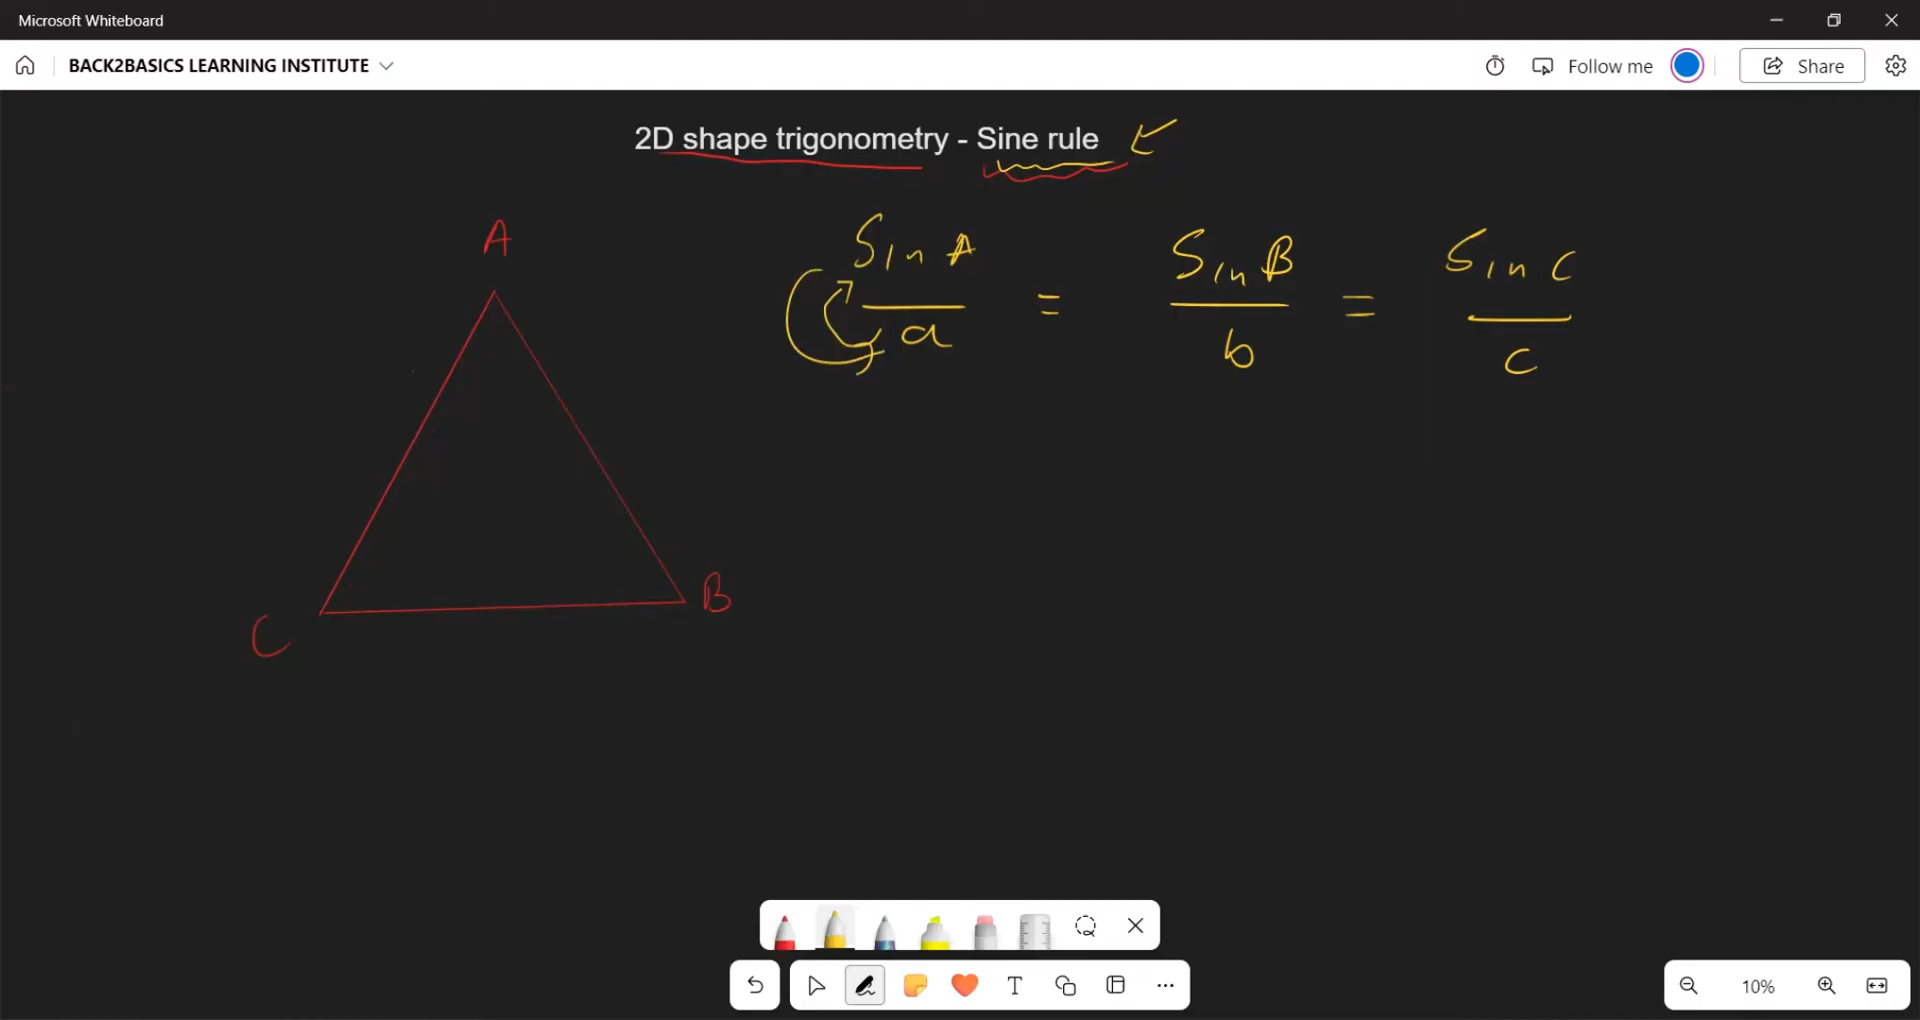 Microsoft Whiteboard
BACK2BASICS LEARNING INSTITUTE
Follow me
Share
2D shape trigonometry - Sine rule
A
Sin A / a = Sin B / b = Sin C / c
B
C
T
10%